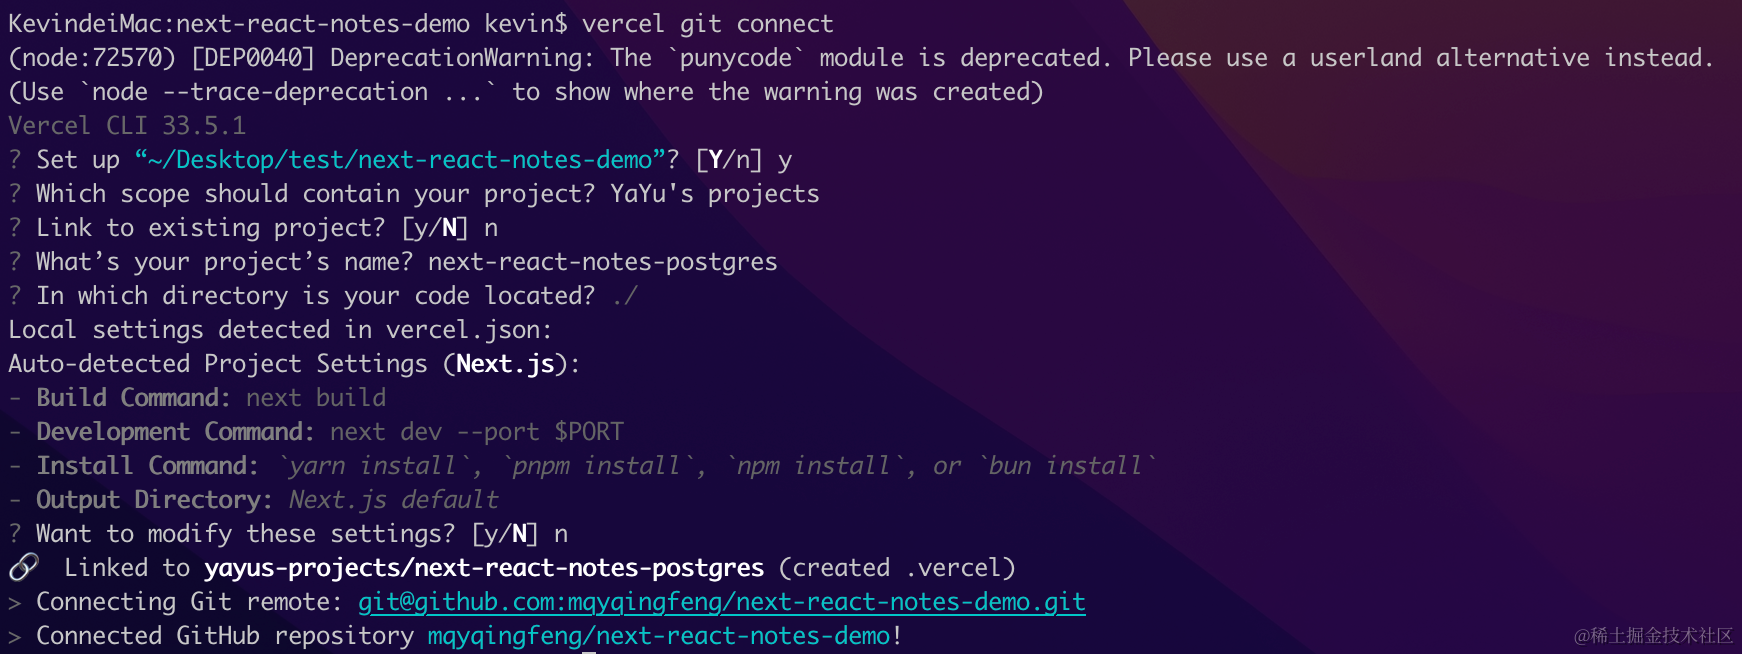 KevindeiMac:next-react-notes-demo kevin$ vercel git connect
(node:72570) [DEP0040] DeprecationWarning: The `punycode` module is deprecated. Please use a userland alternative instead.
(Use `node --trace-deprecation ...` to show where the warning was created)
Vercel CLI 33.5.1
? Set up “~/Desktop/test/next-react-notes-demo”? [Y/n] y
? Which scope should contain your project? YaYu's projects
? Link to existing project? [y/N] n
? What’s your project’s name? next-react-notes-postgres
? In which directory is your code located? ./
Local settings detected in vercel.json:
Auto-detected Project Settings (Next.js):
- Build Command: next build
- Development Command: next dev --port $PORT
- Install Command: `yarn install`, `pnpm install`, `npm install`, or `bun install`
- Output Directory: Next.js default
? Want to modify these settings? [y/N] n
🔗  Linked to yayus-projects/next-react-notes-postgres (created .vercel)
> Connecting Git remote: git@github.com:mqyqingfeng/next-react-notes-demo.git
> Connected GitHub repository mqyqingfeng/next-react-notes-demo!
@稀土掘金技术社区